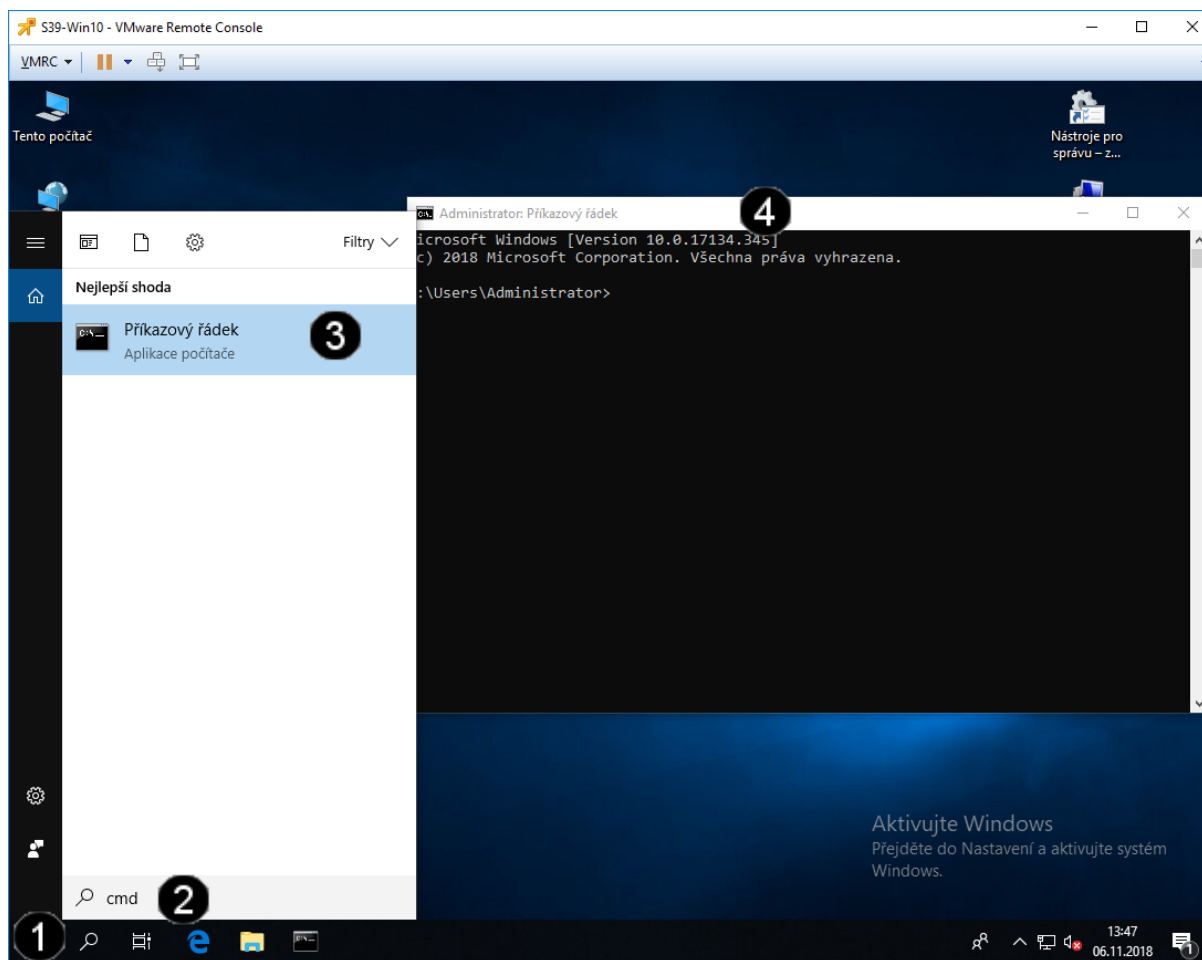 S39-Win10 - VMware Remote Console
VMRC
Tento počítač
Nástroje pro
správu – z...
4
Administrator: Příkazový řádek
Filtry
icrosoft Windows [Version 10.0.17134.345]
c) 2018 Microsoft Corporation. Všechna práva vyhrazena.
:\Users\Administrator>
Nejlepší shoda
Příkazový řádek
Aplikace počítače
3
Aktivujte Windows
Přejděte do Nastavení a aktivujte systém
Windows.
cmd
2
1
13:47
06.11.2018
1